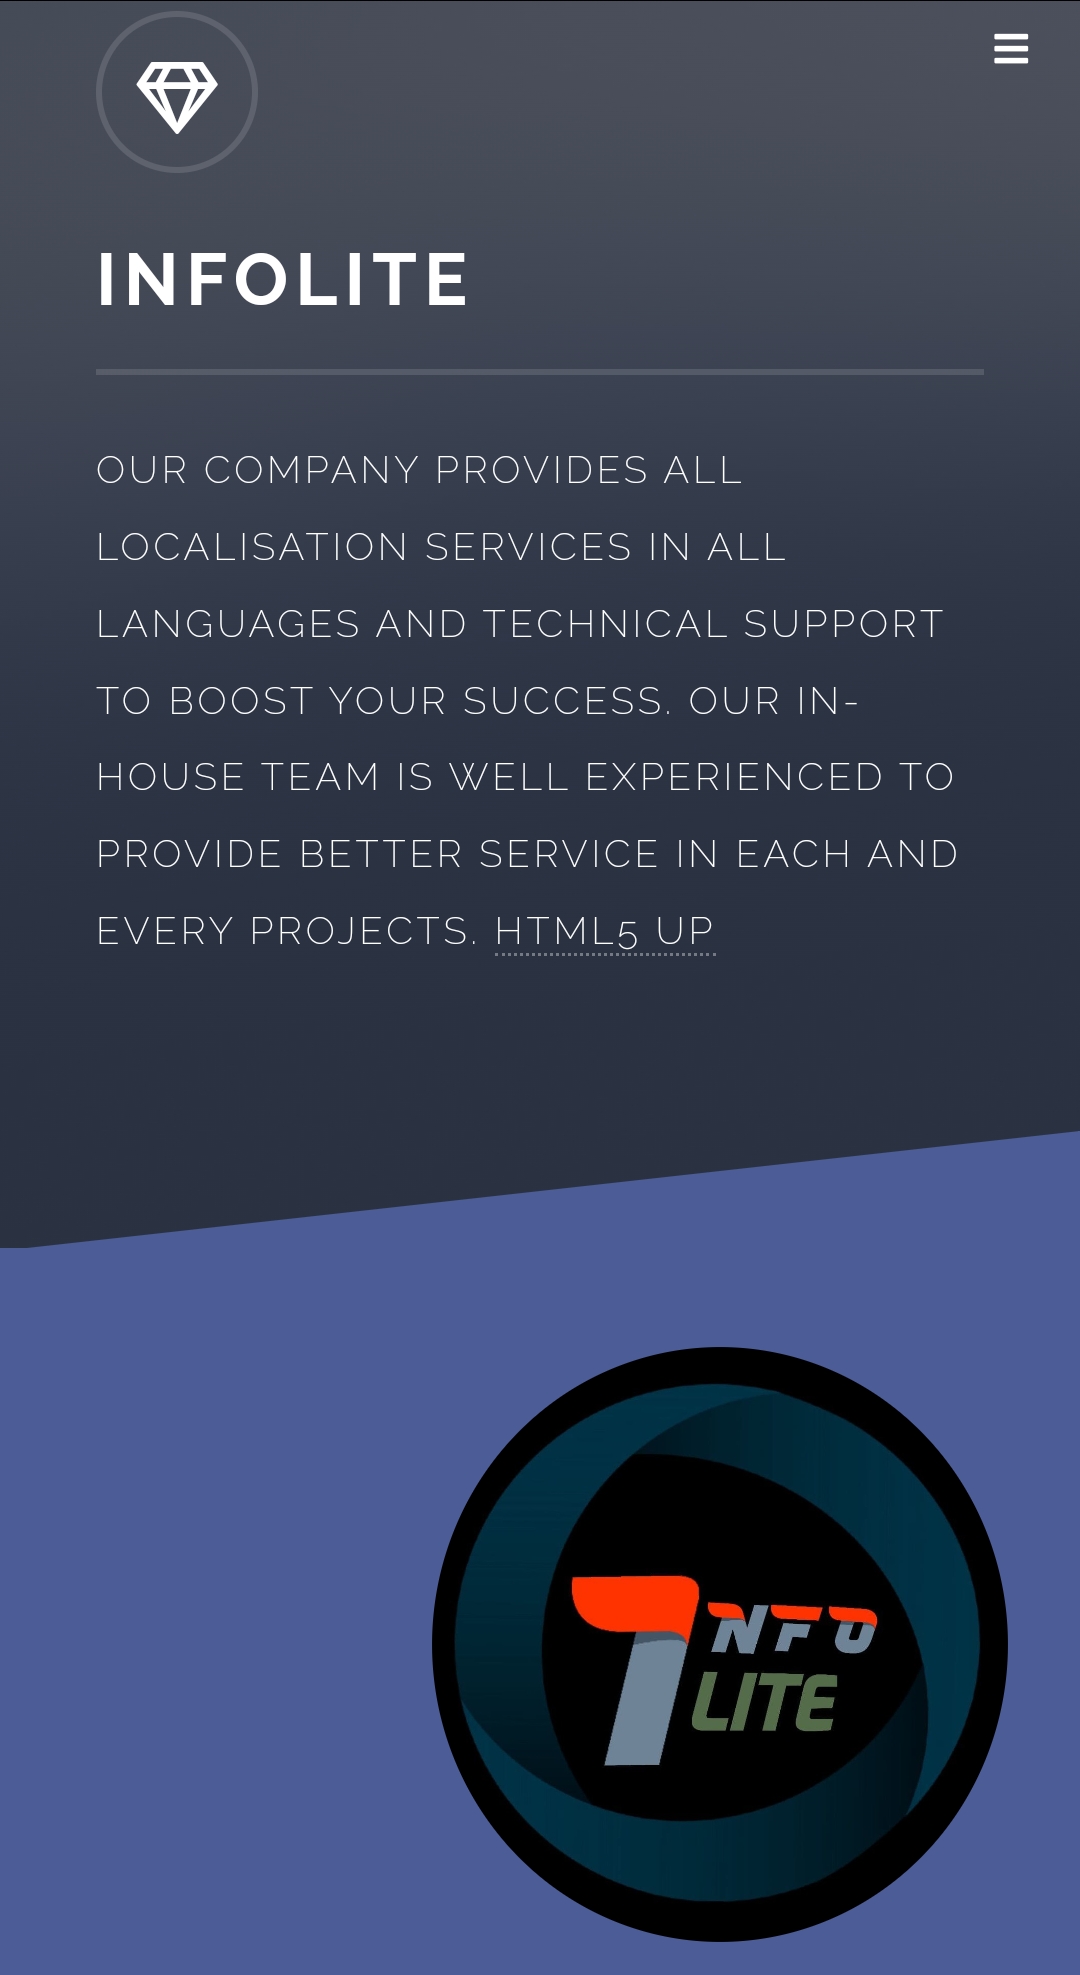 INFOLITE
OUR COMPANY PROVIDES ALL
LOCALISATION SERVICES IN ALL
LANGUAGES AND TECHNICAL SUPPORT
TO BOOST YOUR SUCCESS. OUR IN-
HOUSE TEAM IS WELL EXPERIENCED TO
PROVIDE BETTER SERVICE IN EACH AND
EVERY PROJECTS. HTML5 UP
INFO
LITE